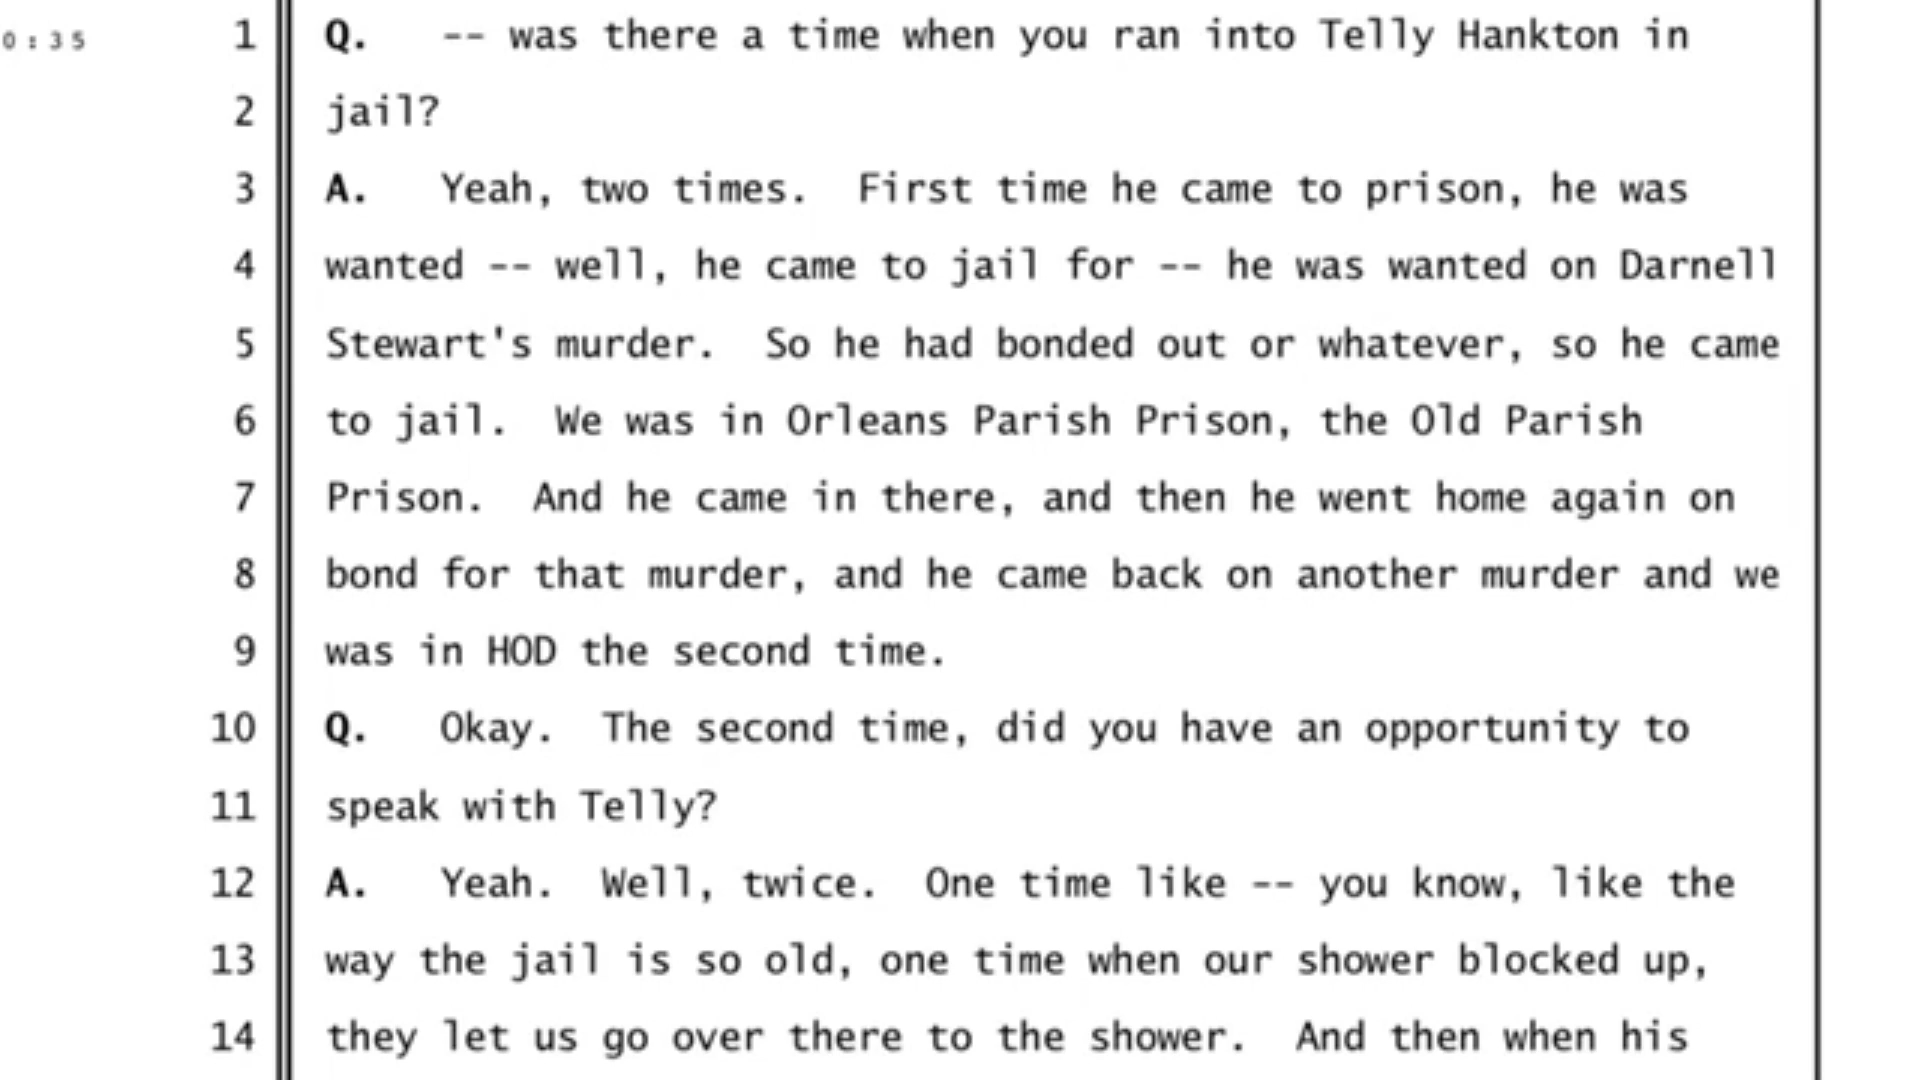 0:35
1 Q. -- was there a time when you ran into Telly Hankton in
2 jail?
3 A. Yeah, two times. First time he came to prison, he was
4 wanted -- well, he came to jail for -- he was wanted on Darnell
5 Stewart's murder. So he had bonded out or whatever, so he came
6 to jail. We was in Orleans Parish Prison, the Old Parish
7 Prison. And he came in there, and then he went home again on
8 bond for that murder, and he came back on another murder and we
9 was in HOD the second time.
10 Q. Okay. The second time, did you have an opportunity to
11 speak with Telly?
12 A. Yeah. Well, twice. One time like -- you know, like the
13 way the jail is so old, one time when our shower blocked up,
14 they let us go over there to the shower. And then when his